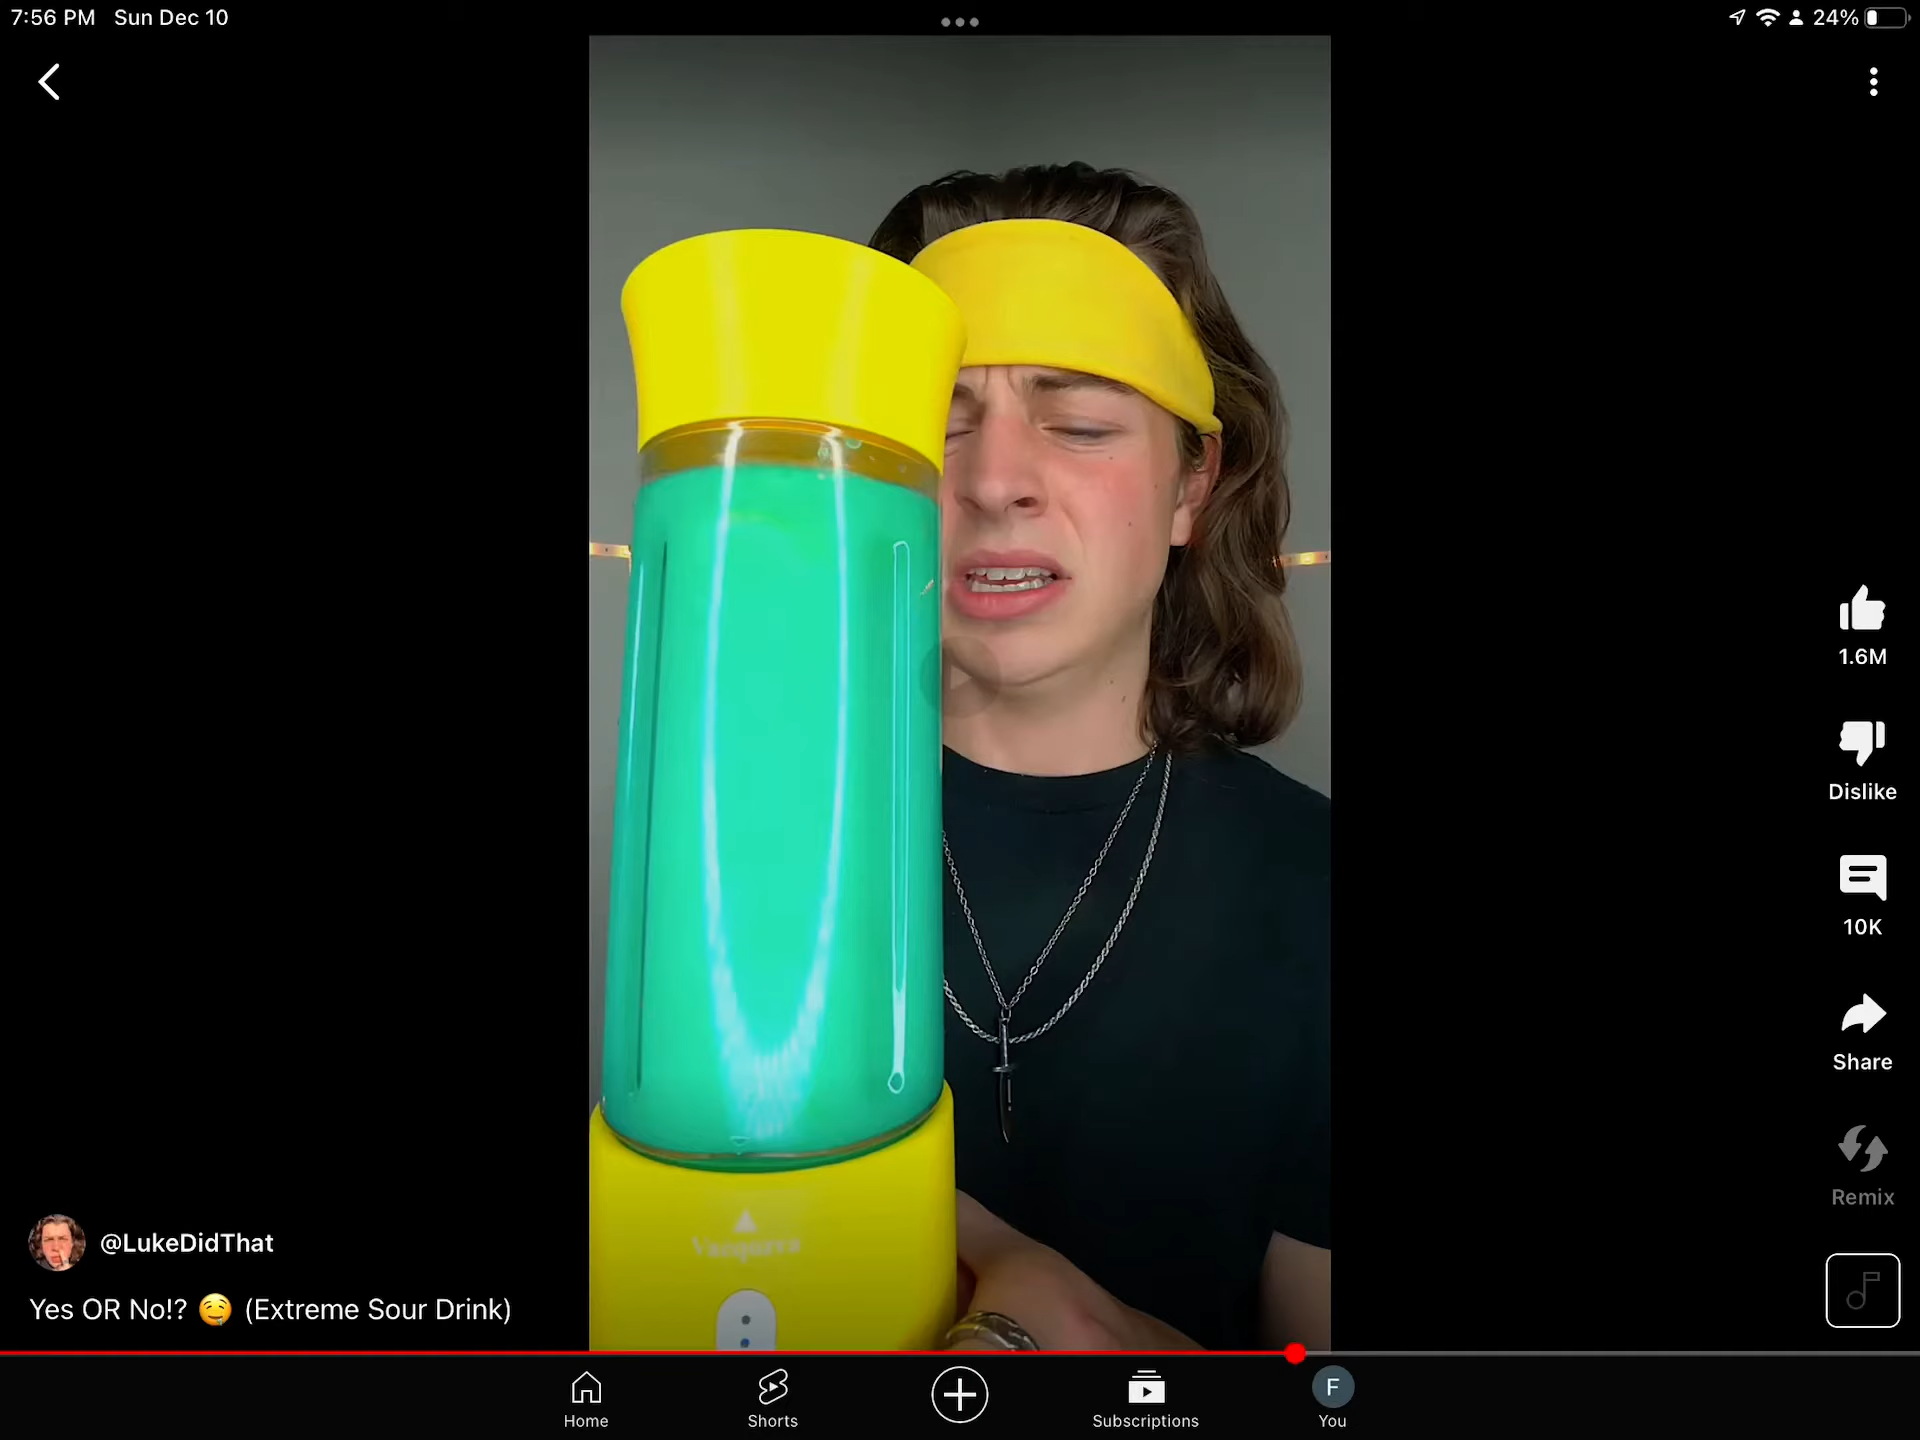 7:56 PM Sun Dec 10
24%
1.6M
Dislike
10K
Share
Remix
@LukeDidThat
Yes OR No!? 🤤 (Extreme Sour Drink)
Home
Shorts
Subscriptions
F
You